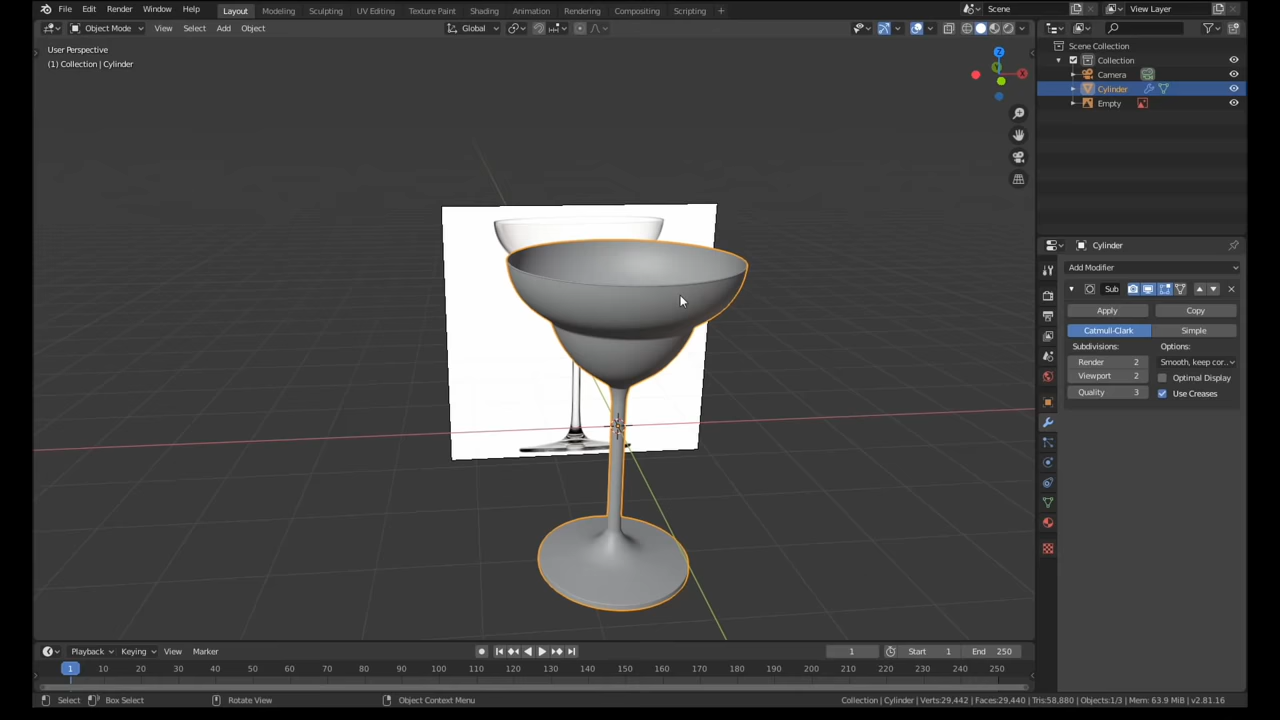 File Edit Render Window Help Layout Modeling Sculpting UV Editing Texture Paint Shading Animation Rendering Compositing Scripting + Scene View Layer
Object Mode View Select Add Object Global
User Perspective
(1) Collection | Cylinder
Z
X
Y
Scene Collection
Collection
Camera
Cylinder
Empty
Cylinder
Add Modifier
Sub
Apply Copy
Catmull-Clark Simple
Subdivisions: Options:
Render 2 Smooth, keep cor..
Viewport 2 Optimal Display
Quality 3 Use Creases
Playback Keying View Marker 1 Start 1 End 250
1 10 20 30 40 50 60 70 80 90 100 110 120 130 140 150 160 170 180 190 200 210 220 230 240 250
Select Box Select Rotate View Object Context Menu Collection | Cylinder | Verts:29,442 | Faces:29,440 | Tris:58,880 | Objects:1/3 | Mem: 63.9 MiB | v2.81.16